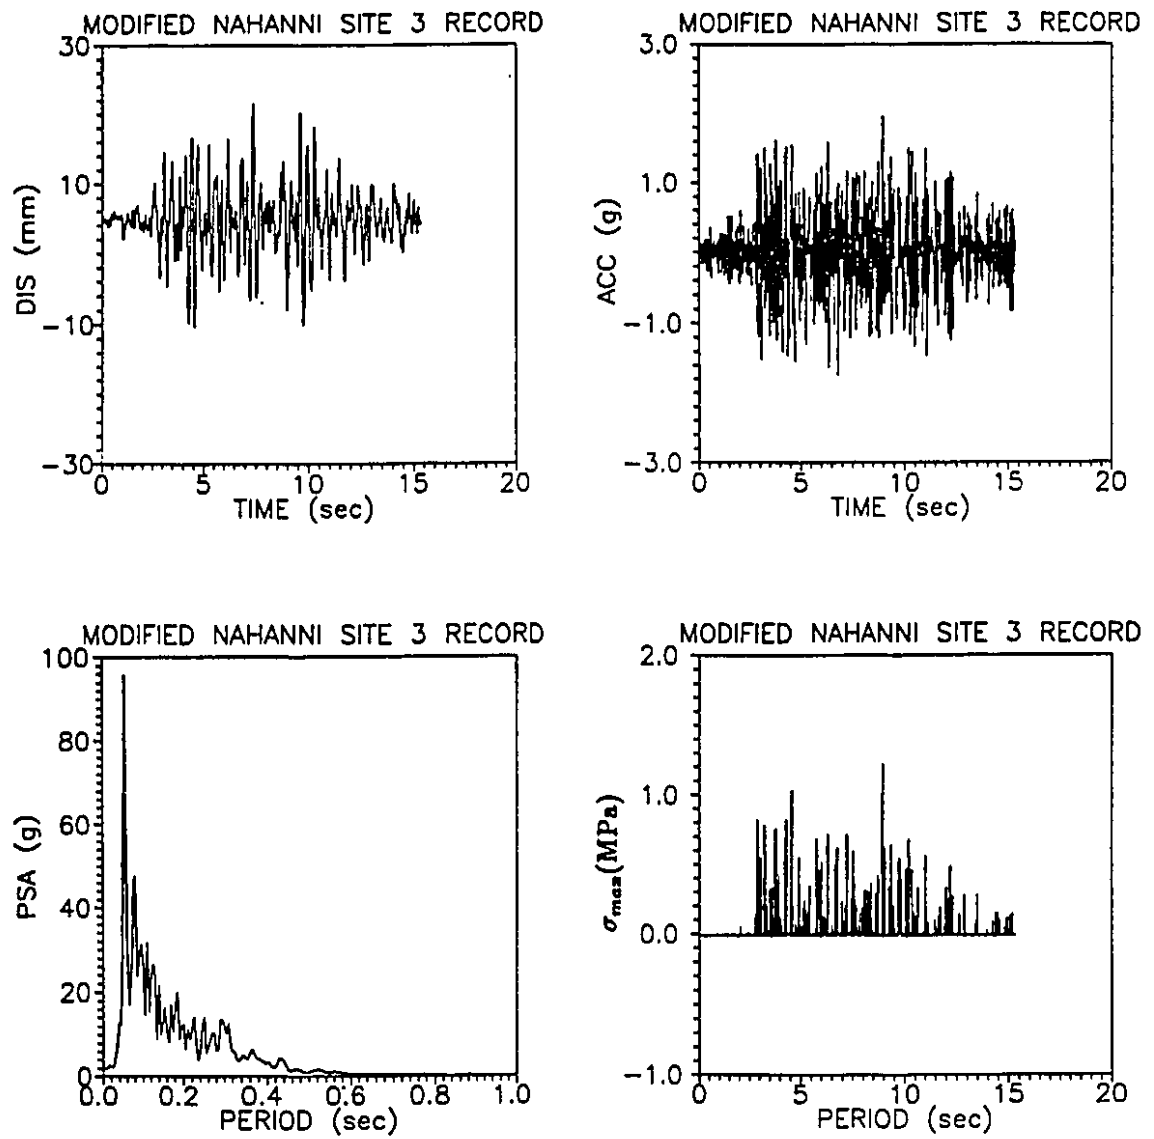 MODIFIED NAHANNI SITE 3 RECORD
30
10
-10
-30
DIS (mm)
0 5 10 15 20
TIME (sec)
MODIFIED NAHANNI SITE 3 RECORD
3.0
1.0
-1.0
-3.0
ACC (g)
0 5 10 15 20
TIME (sec)
MODIFIED NAHANNI SITE 3 RECORD
100
80
60
40
20
0
PSA (g)
0.0 0.2 0.4 0.6 0.8 1.0
PERIOD (sec)
MODIFIED NAHANNI SITE 3 RECORD
2.0
1.0
0.0
-1.0
σmax(MPa)
0 5 10 15 20
PERIOD (sec)